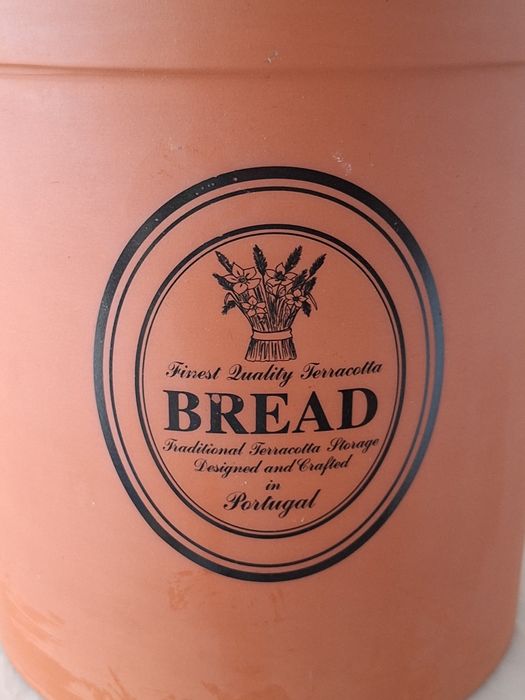 Finest Quality Terracotta
BREAD
Traditional Terracotta Storage
Designed and Crafted
in
Portugal